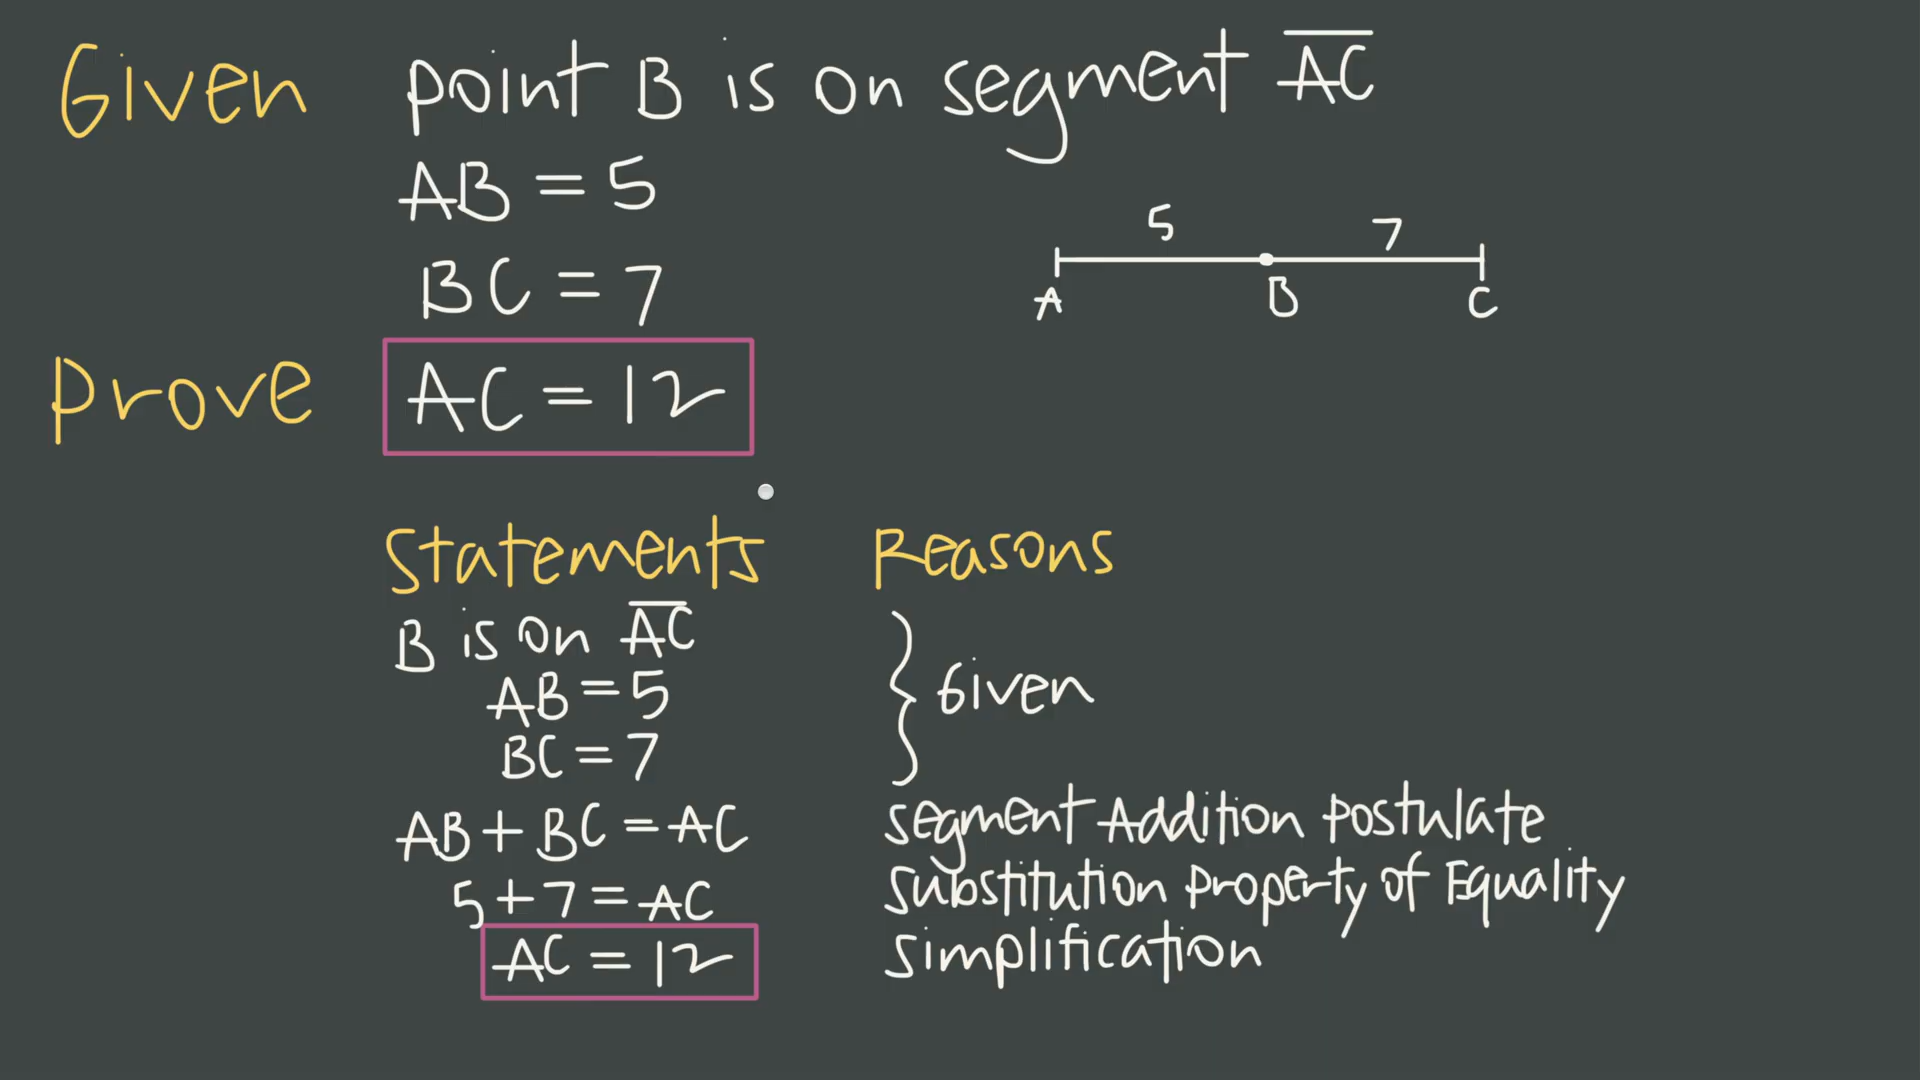 Given point B is on segment A̅C̅
AB = 5
BC = 7
5 7
A B C
Prove AC = 12
Statements Reasons
B is on A̅C̅
AB = 5
Given
BC = 7
AB + BC = AC Segment Addition Postulate
5 + 7 = AC Substitution Property of Equality
AC = 12 Simplification